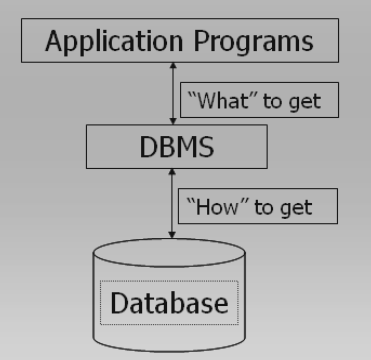 Application Programs
“What” to get
DBMS
“How” to get
Database